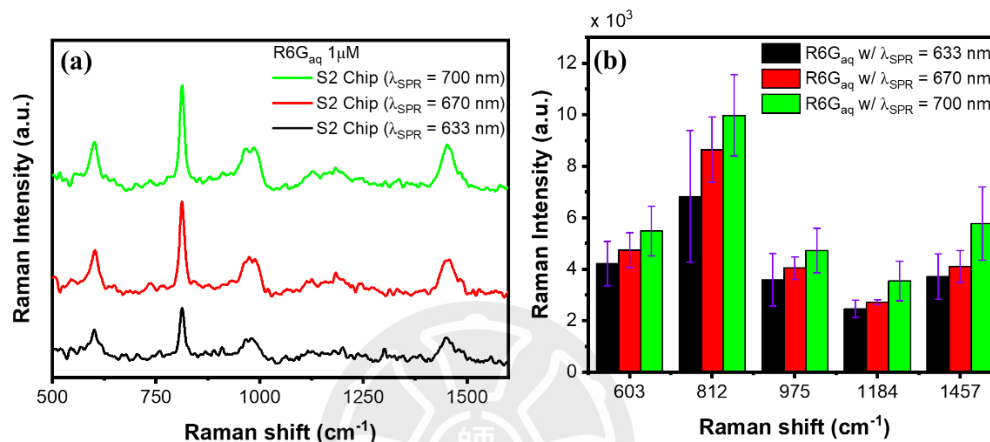 (a)
R6Gaq 1μM
S2 Chip (λSPR = 700 nm)
S2 Chip (λSPR = 670 nm)
S2 Chip (λSPR = 633 nm)
Raman Intensity (a.u.)
500 750 1000 1250 1500
Raman shift (cm-1)
x 103
(b)
R6Gaq w/ λSPR = 633 nm
R6Gaq w/ λSPR = 670 nm
R6Gaq w/ λSPR = 700 nm
Raman Intensity (a.u.)
12
10
8
6
4
2
0
603 812 975 1184 1457
Raman shift (cm-1)
師